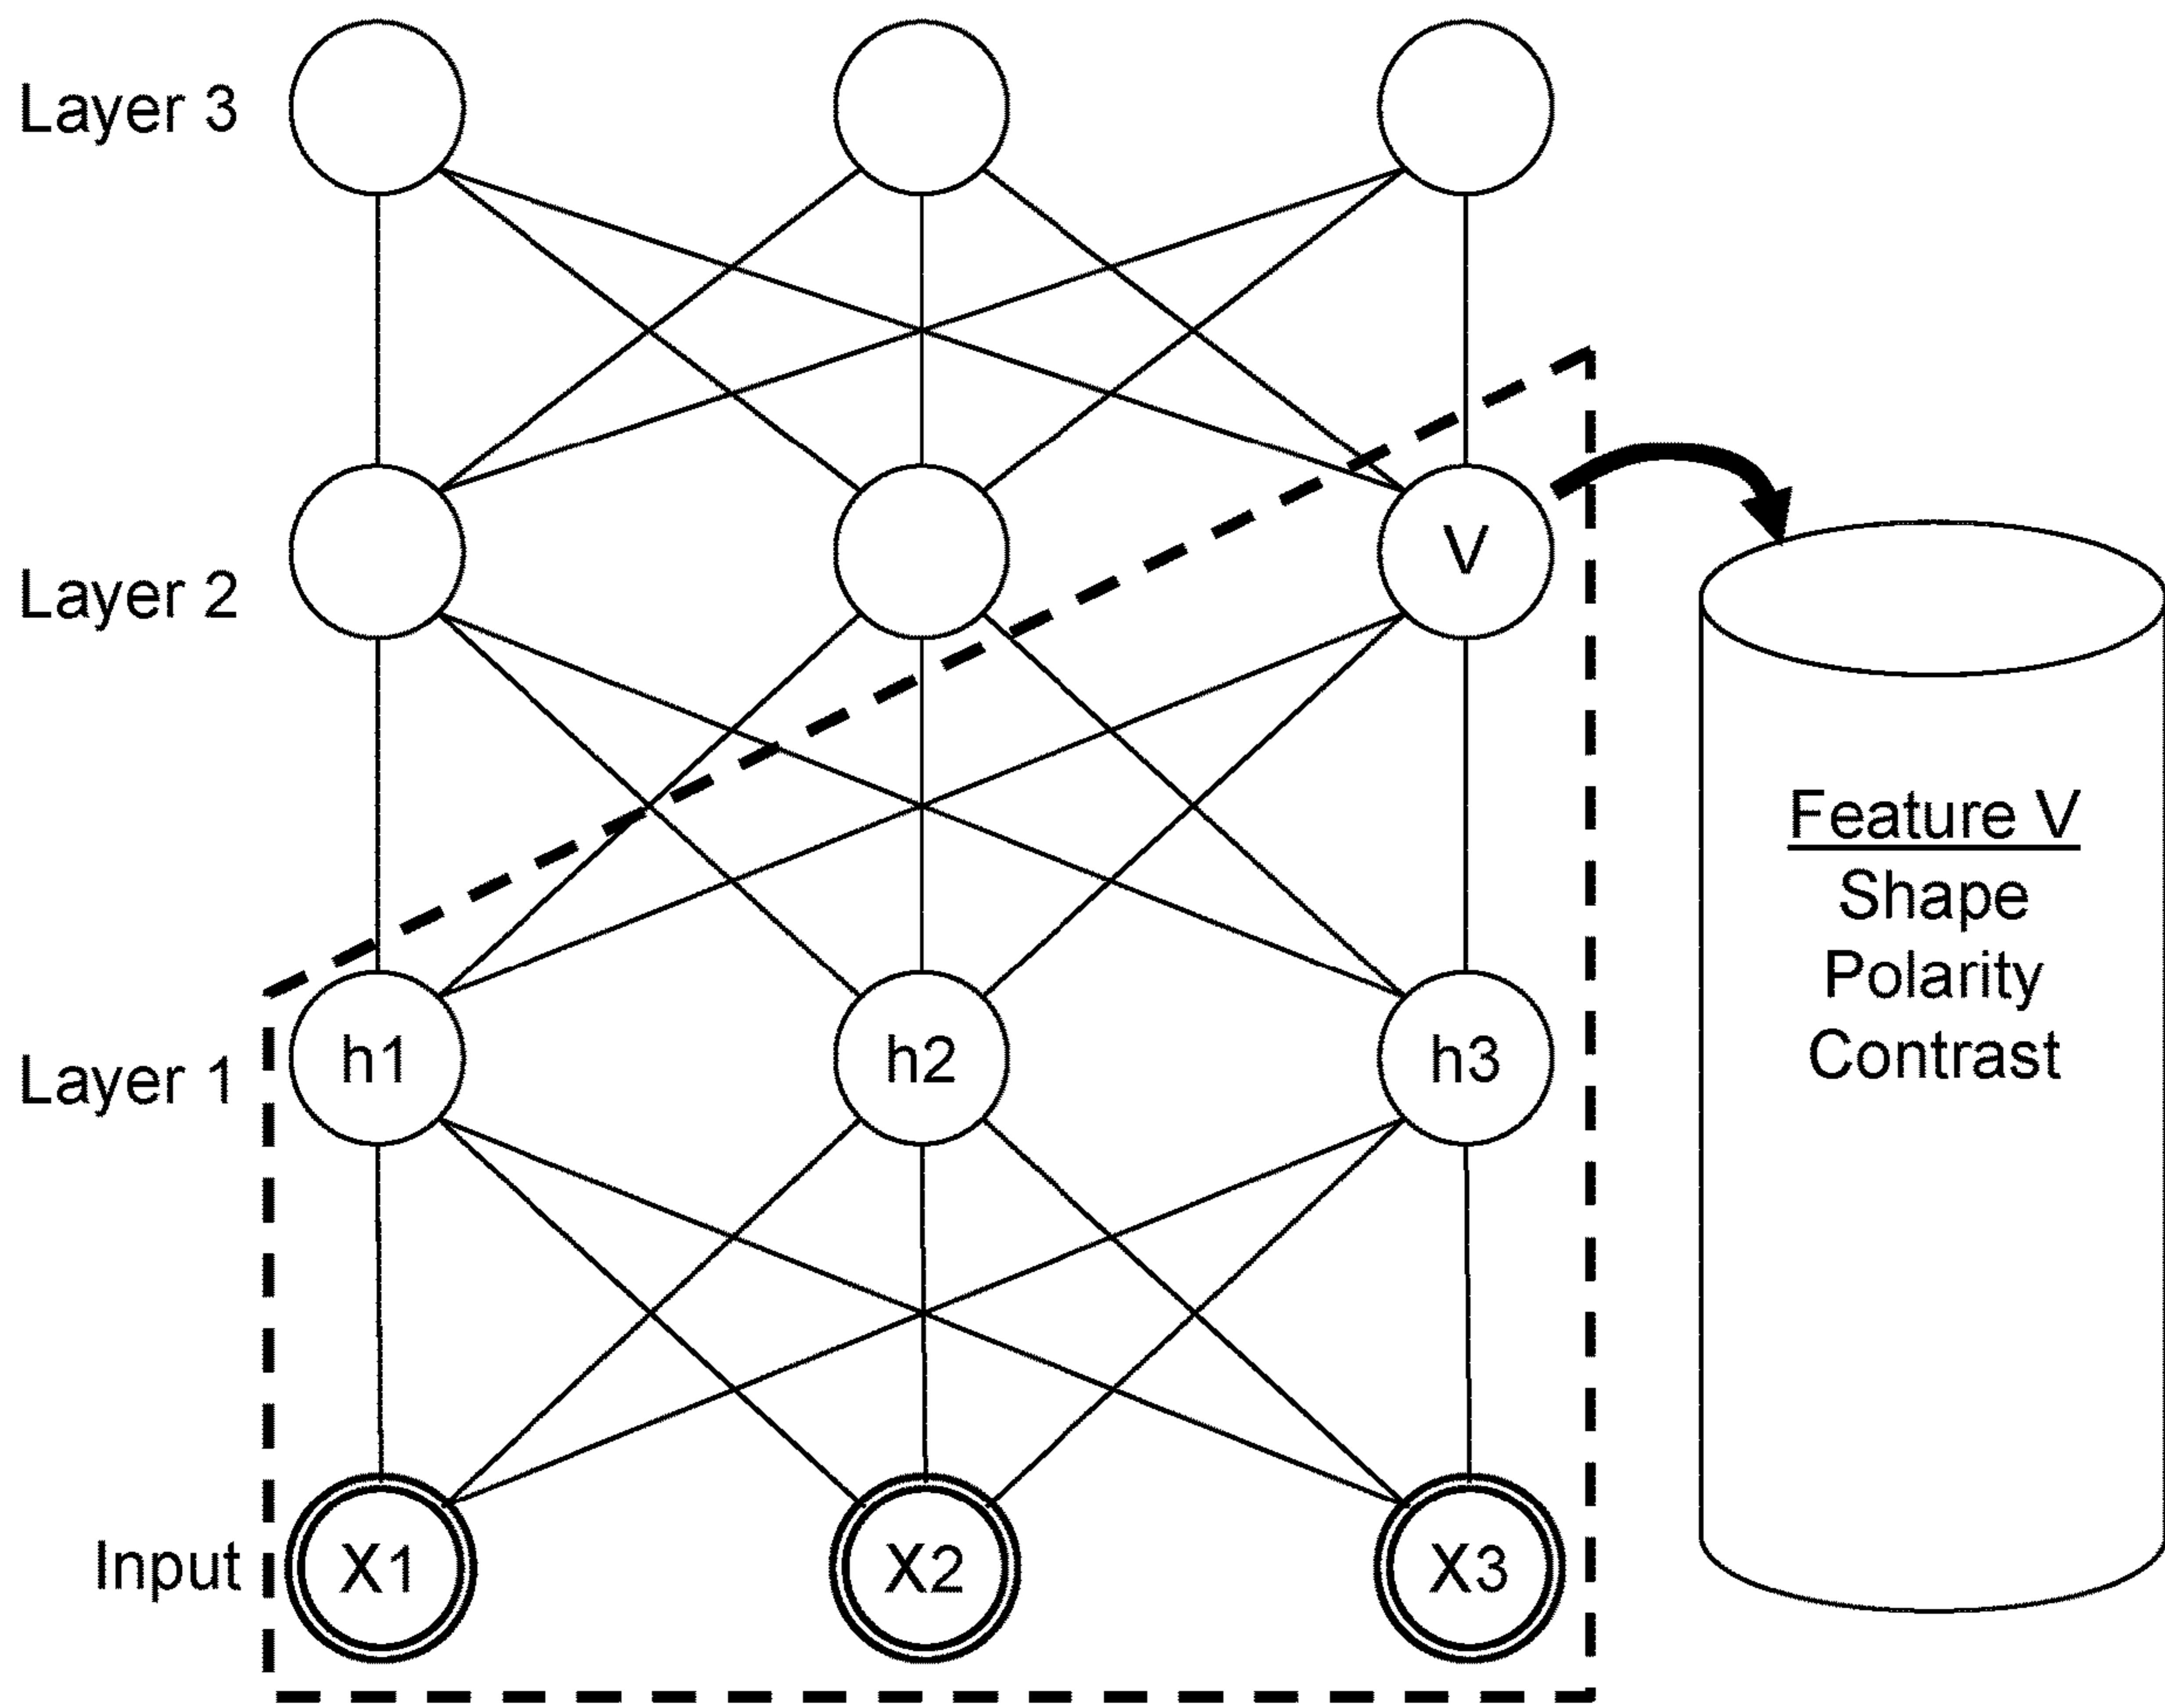 Layer 3
Layer 2
V
Layer 1
h1
h2
h3
Input
X1
X2
X3
Feature V
Shape
Polarity
Contrast